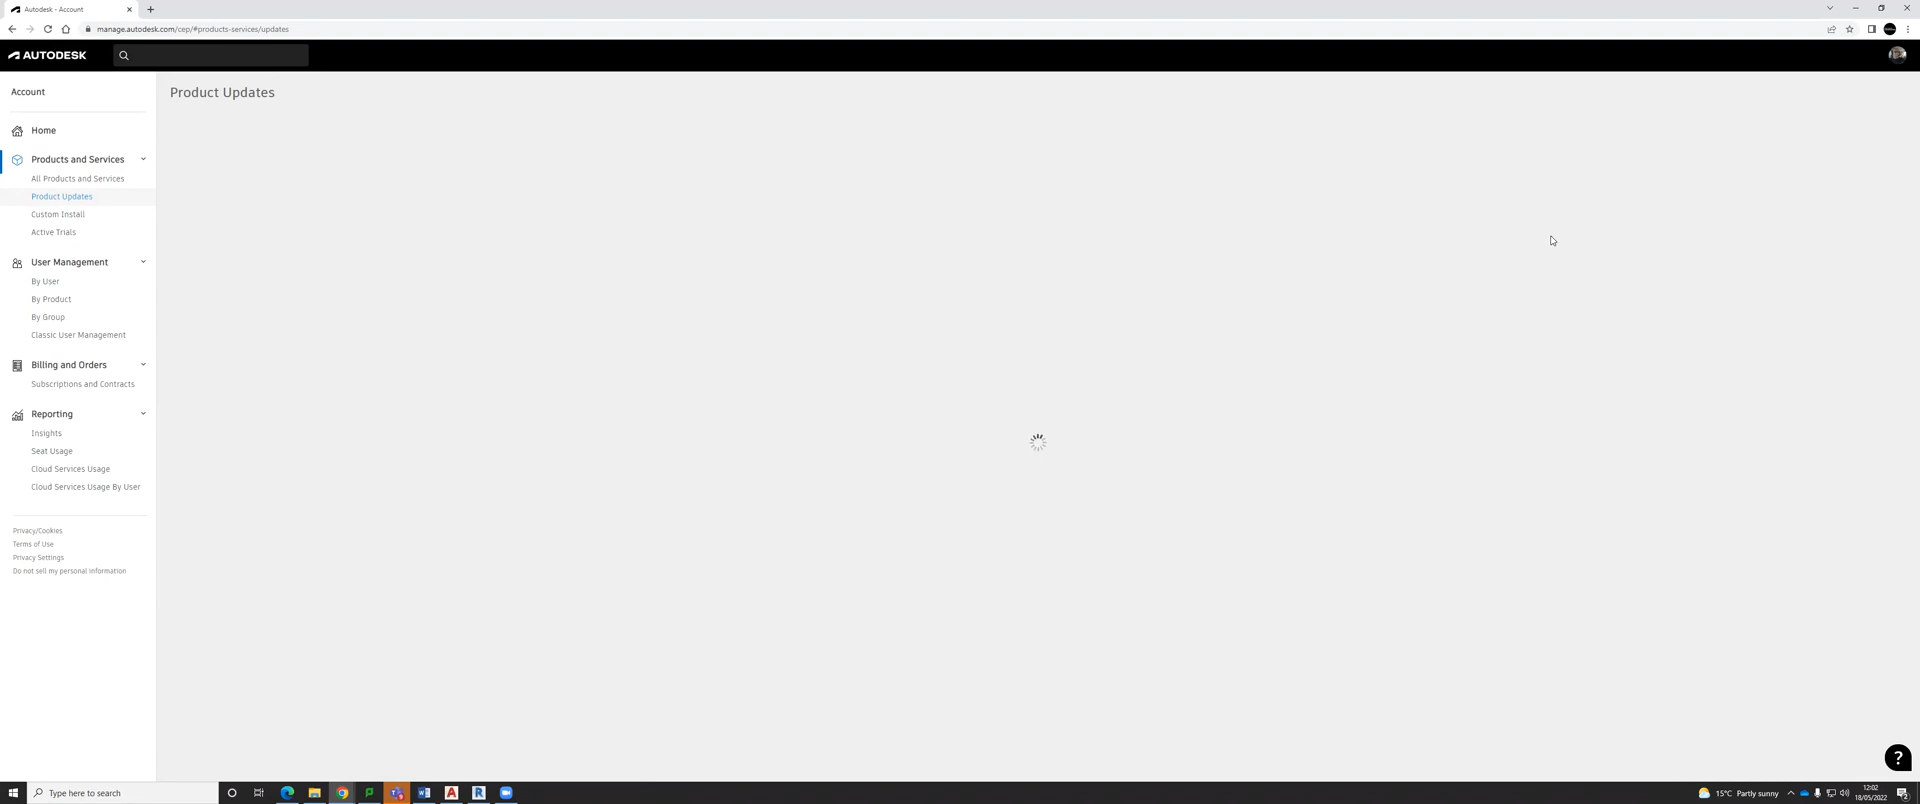 Autodesk - Account
manage.autodesk.com/cep/#products-services/updates
AUTODESK
Account
Product Updates
Home
Products and Services
All Products and Services
Product Updates
Custom Install
Active Trials
User Management
By User
By Product
By Group
Classic User Management
Billing and Orders
Subscriptions and Contracts
Reporting
Insights
Seat Usage
Cloud Services Usage
Cloud Services Usage By User
Privacy/Cookies
Terms of Use
Privacy Settings
Do not sell my personal information
?
Type here to search
15°C Partly sunny
12:02
18/05/2022